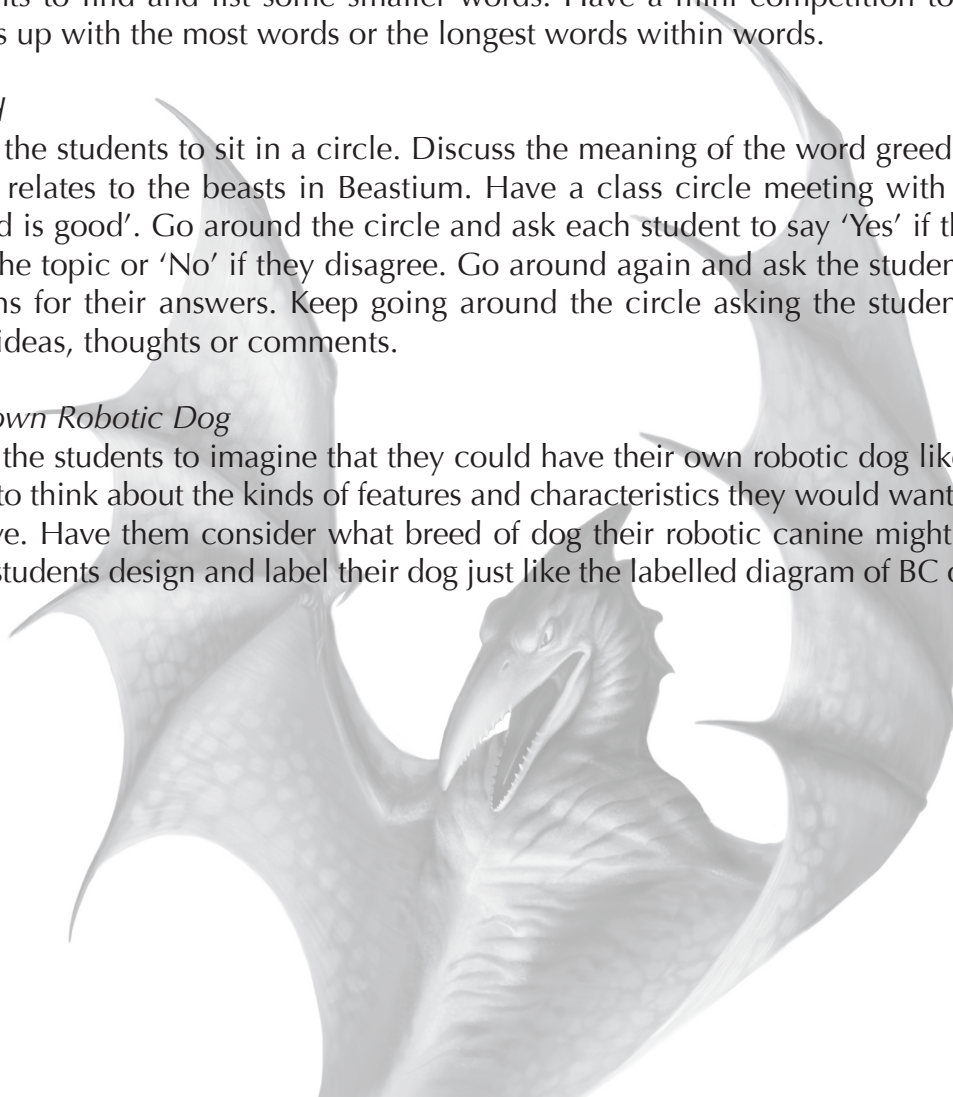 to find and list some smaller words. Have a mini competition to
s up with the most words or the longest words within words.
the students to sit in a circle. Discuss the meaning of the word greed
relates to the beasts in Beastium. Have a class circle meeting with
d is good’. Go around the circle and ask each student to say ‘Yes’ if th
he topic or ‘No’ if they disagree. Go around again and ask the studen
ns for their answers. Keep going around the circle asking the studen
ideas, thoughts or comments.
own Robotic Dog
the students to imagine that they could have their own robotic dog lik
to think about the kinds of features and characteristics they would want
ve. Have them consider what breed of dog their robotic canine might
students design and label their dog just like the labelled diagram of BC